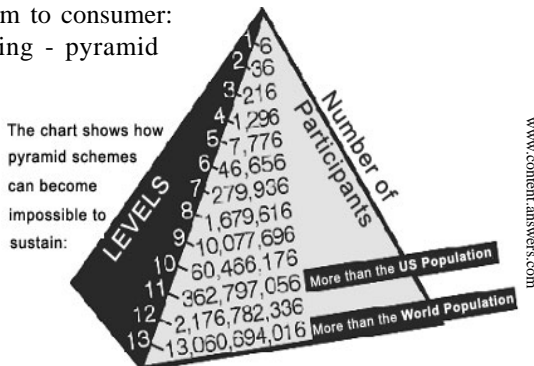 m to consumer:
ing - pyramid
The chart shows how
pyramid schemes
can become
impossible to
sustain:
LEVELS
Number of
Participants
1 6
2 36
3 216
4 1,296
5 7,776
6 46,656
7 279,936
8 1,679,616
9 10,077,696
10 60,466,176
11 362,797,056 More than the US Population
12 2,176,782,336
13 13,060,694,016 More than the World Population
www.content.answers.com